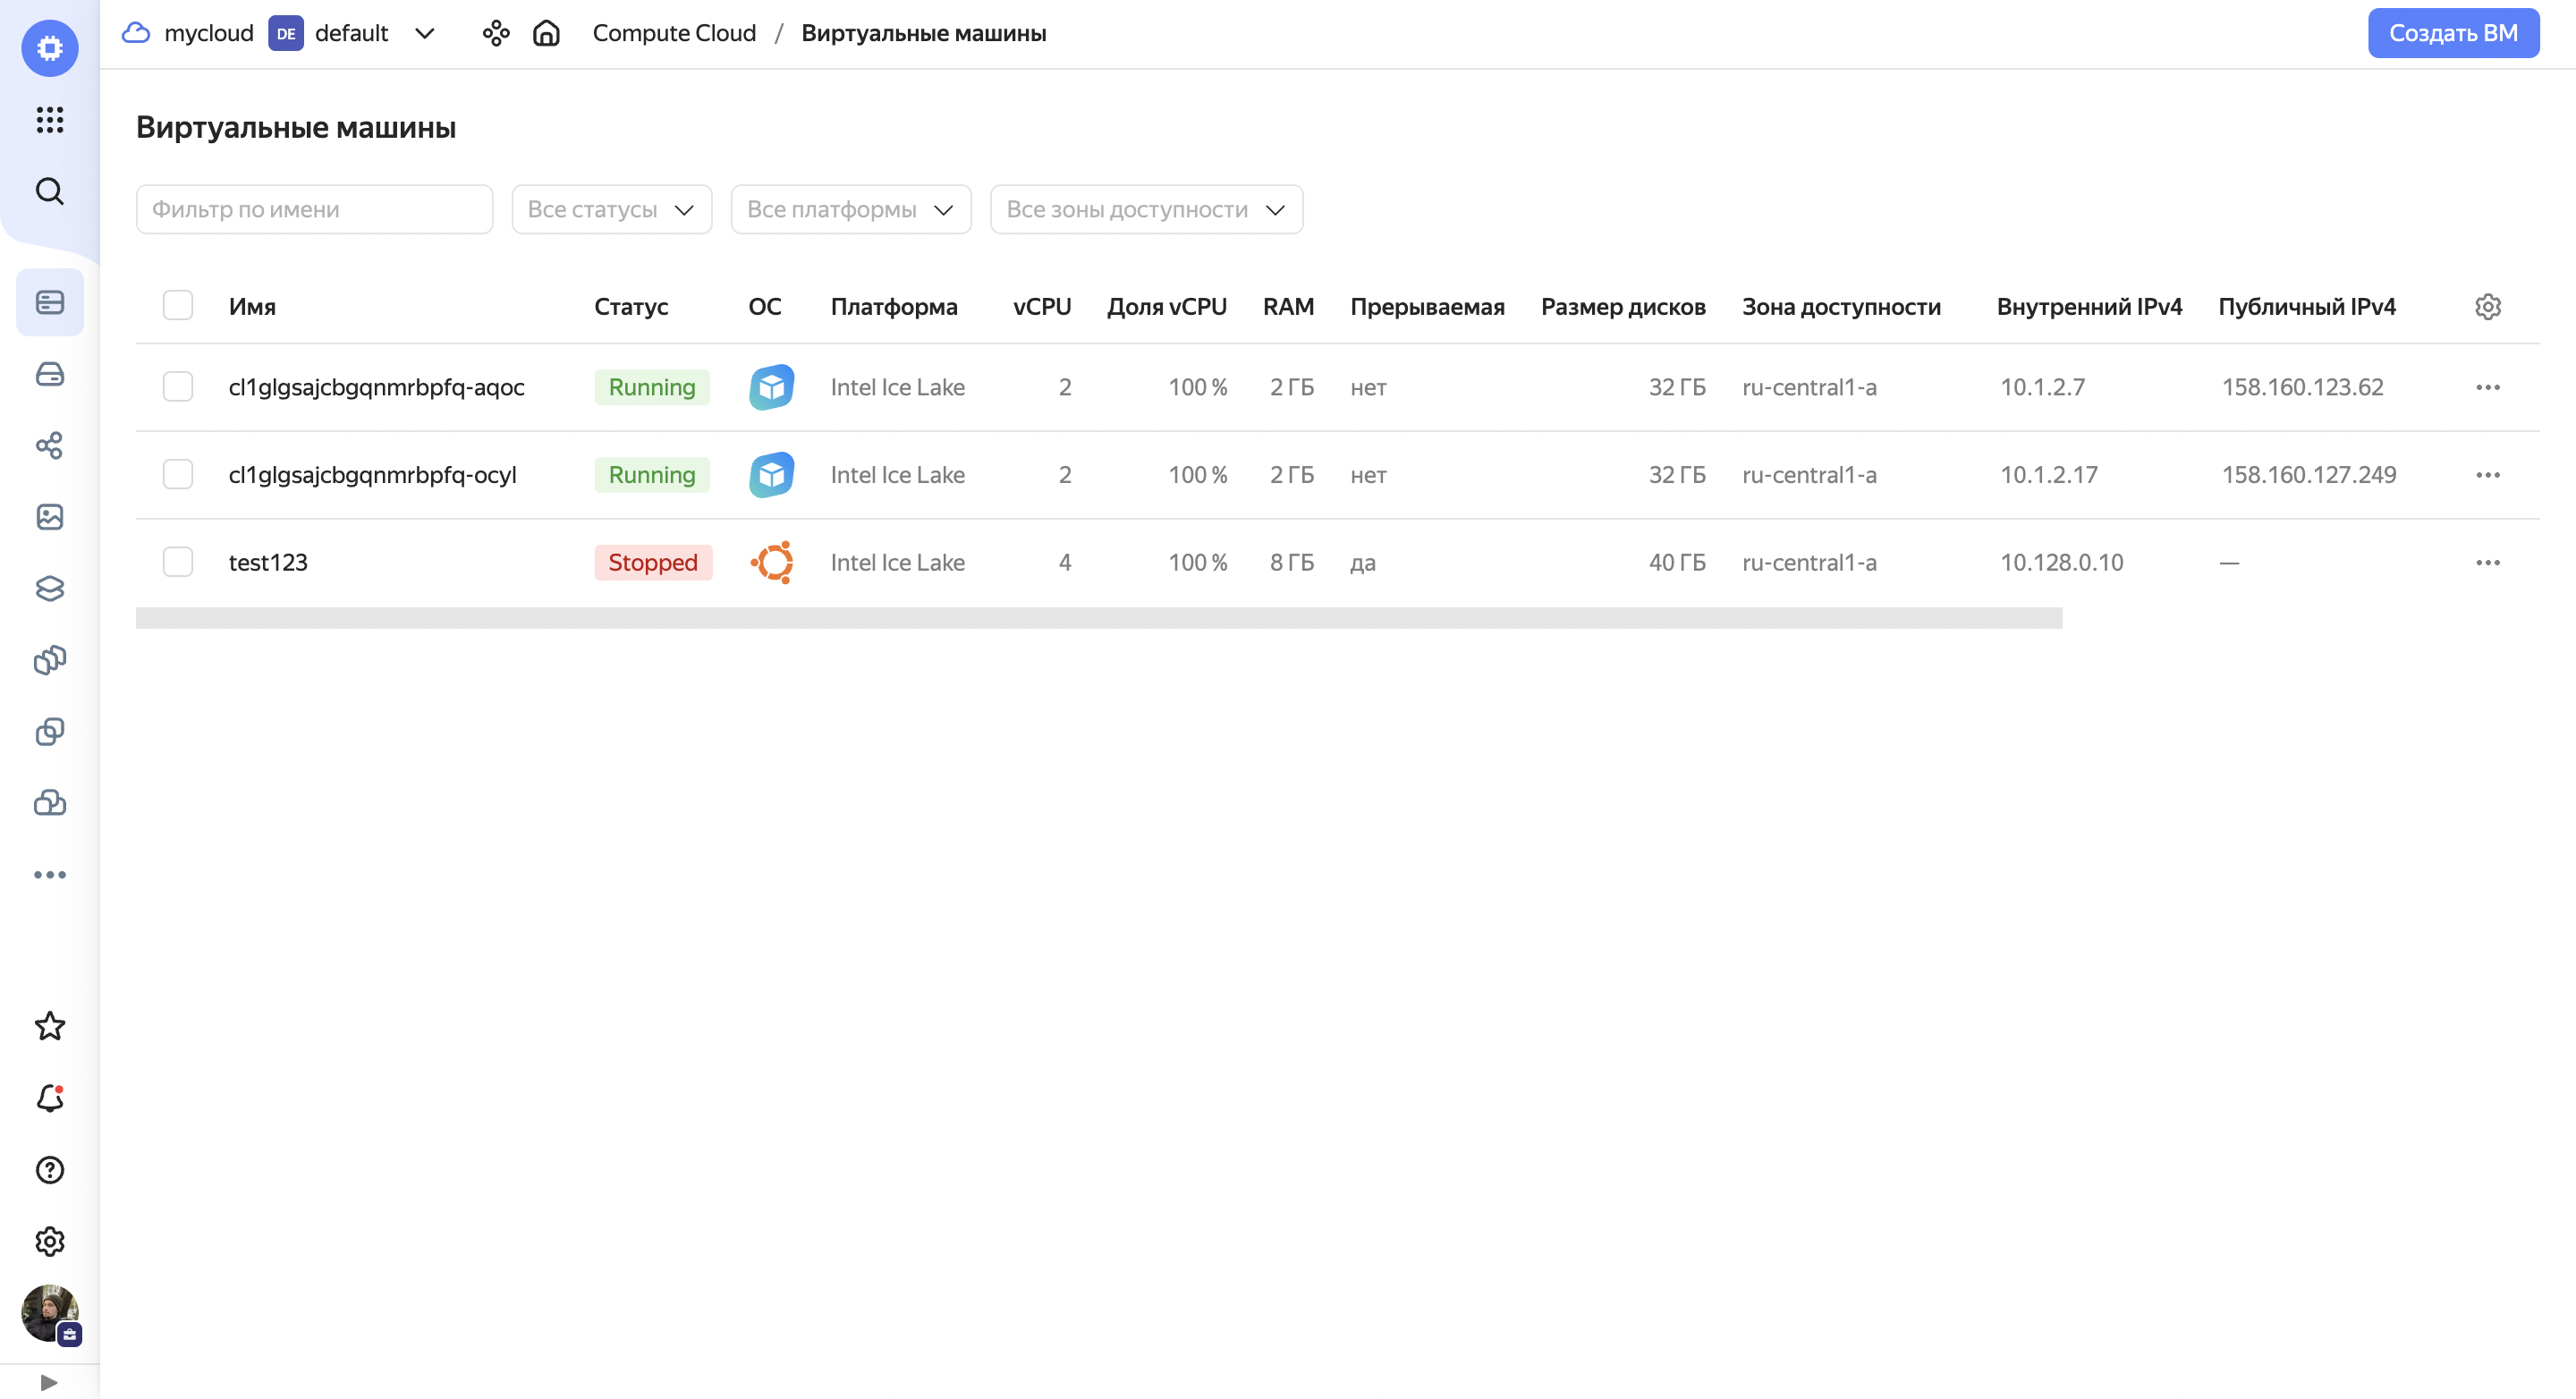 mycloud DE default Compute Cloud / Виртуальные машины Создать ВМ
Виртуальные машины
Фильтр по имени Все статусы Все платформы Все зоны доступности
Имя Статус ОС Платформа vCPU Доля vCPU RAM Прерываемая Размер дисков Зона доступности Внутренний IPv4 Публичный IPv4
cl1glgsajcbgqnmrbpfq-aqoc Running Intel Ice Lake 2 100 % 2 ГБ нет 32 ГБ ru-central1-a 10.1.2.7 158.160.123.62
cl1glgsajcbgqnmrbpfq-ocyl Running Intel Ice Lake 2 100 % 2 ГБ нет 32 ГБ ru-central1-a 10.1.2.17 158.160.127.249
test123 Stopped Intel Ice Lake 4 100 % 8 ГБ да 40 ГБ ru-central1-a 10.128.0.10 —